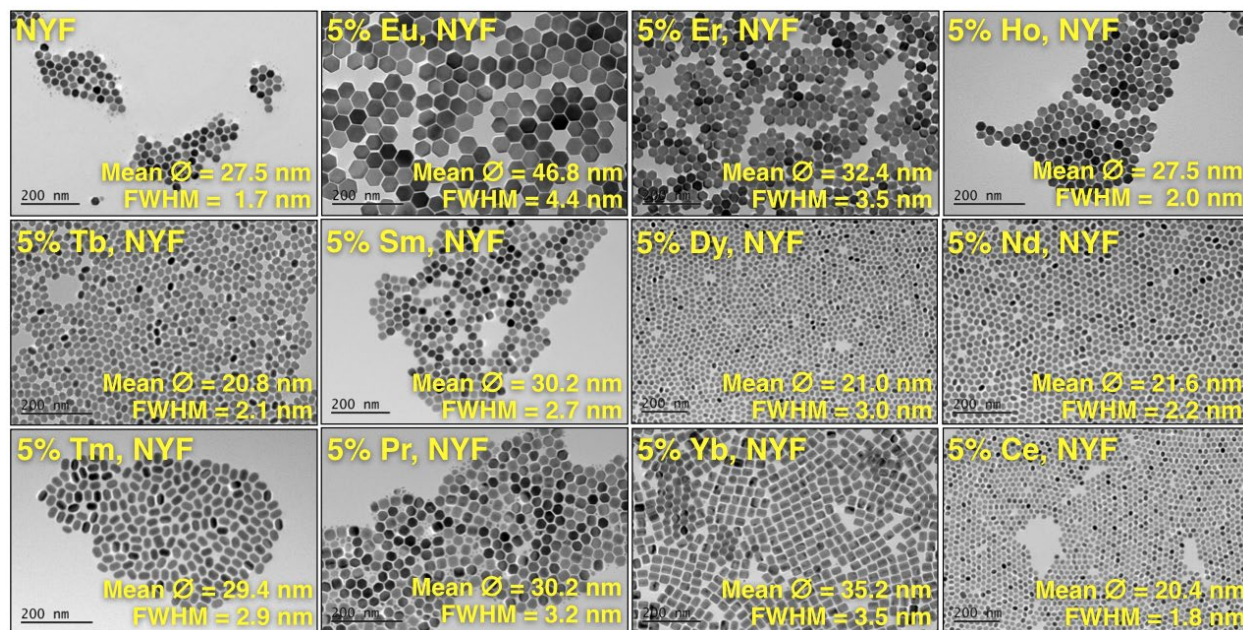 NYF
Mean Ø = 27.5 nm
FWHM = 1.7 nm
200 nm
5% Eu, NYF
Mean Ø = 46.8 nm
FWHM = 4.4 nm
200 nm
5% Er, NYF
Mean Ø = 32.4 nm
FWHM = 3.5 nm
200 nm
5% Ho, NYF
Mean Ø = 27.5 nm
FWHM = 2.0 nm
200 nm
5% Tb, NYF
Mean Ø = 20.8 nm
FWHM = 2.1 nm
200 nm
5% Sm, NYF
Mean Ø = 30.2 nm
FWHM = 2.7 nm
200 nm
5% Dy, NYF
Mean Ø = 21.0 nm
FWHM = 3.0 nm
200 nm
5% Nd, NYF
Mean Ø = 21.6 nm
FWHM = 2.2 nm
200 nm
5% Tm, NYF
Mean Ø = 29.4 nm
FWHM = 2.9 nm
200 nm
5% Pr, NYF
Mean Ø = 30.2 nm
FWHM = 3.2 nm
200 nm
5% Yb, NYF
Mean Ø = 35.2 nm
FWHM = 3.5 nm
200 nm
5% Ce, NYF
Mean Ø = 20.4 nm
FWHM = 1.8 nm
200 nm